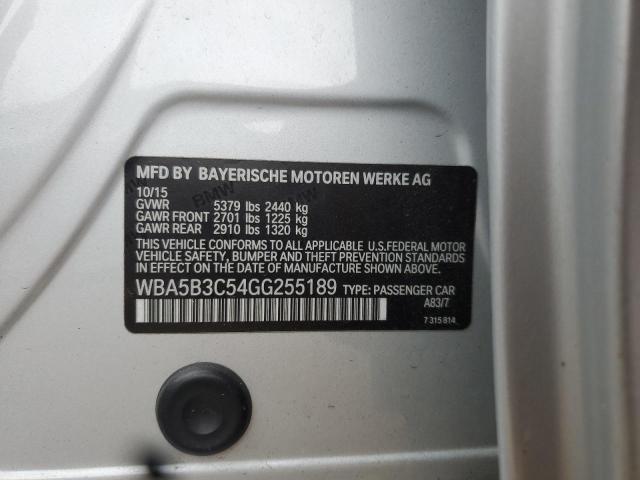 MFD BY BAYERISCHE MOTOREN WERKE AG
10/15
GVWR 5379 lbs 2440 kg
GAWR FRONT 2701 lbs 1225 kg
GAWR REAR 2910 lbs 1320 kg
THIS VEHICLE CONFORMS TO ALL APPLICABLE U.S.FEDERAL MOTOR
VEHICLE SAFETY, BUMPER AND THEFT PREVENTION STANDARDS
IN EFFECT ON THE DATE OF MANUFACTURE SHOWN ABOVE.
WBA5B3C54GG255189 TYPE: PASSENGER CAR
A83/7
7 315 814